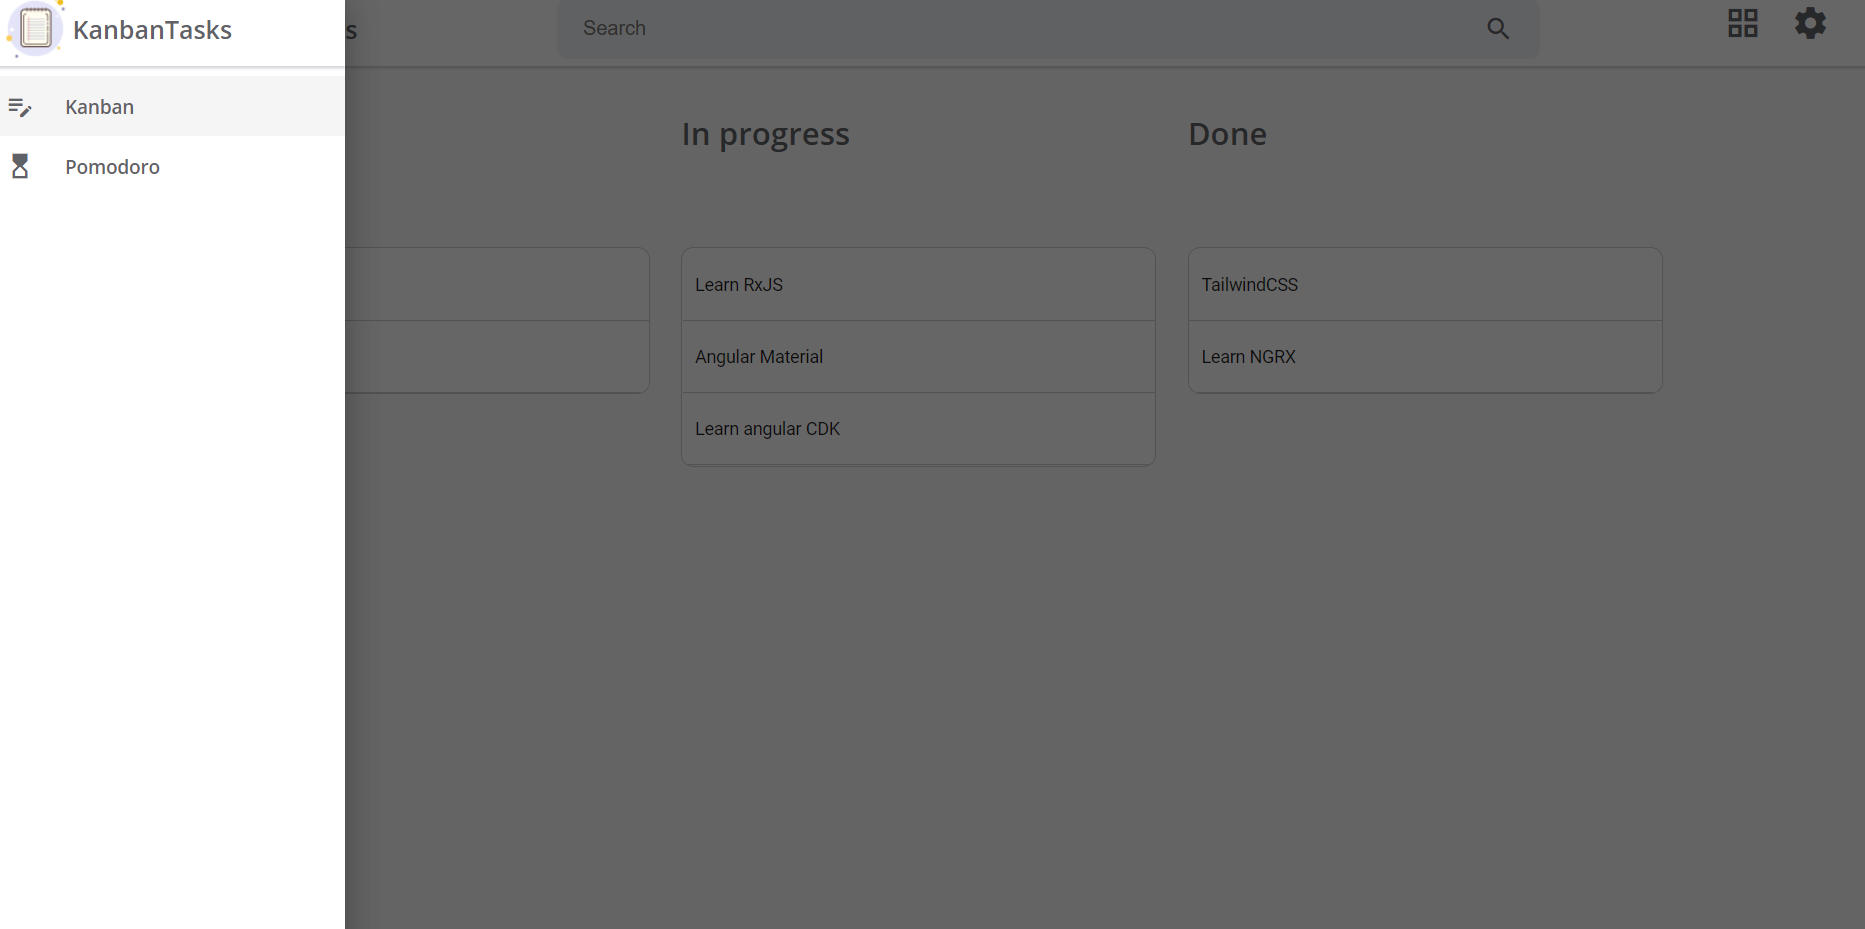 KanbanTasks
s
Search
Kanban
Pomodoro
In progress
Learn RxJS
Angular Material
Learn angular CDK
Done
TailwindCSS
Learn NGRX